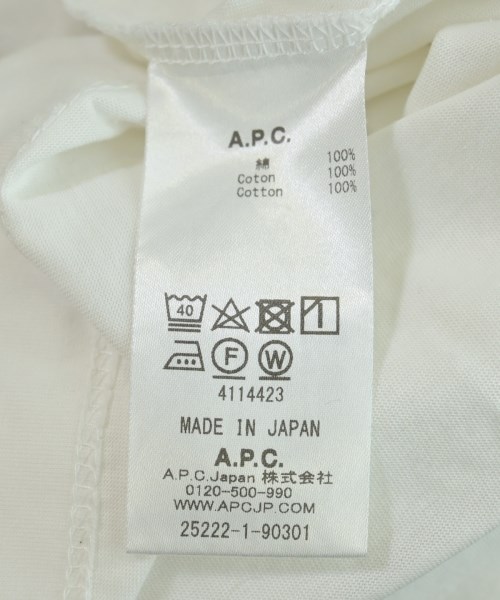 A.P.C.
綿 100%
Coton 100%
Cotton 100%
40
F W
4114423
MADE IN JAPAN
A.P.C.
A.P.C.Japan 株式会社
0120-500-990
WWW.APCJP.COM
25222-1-90301